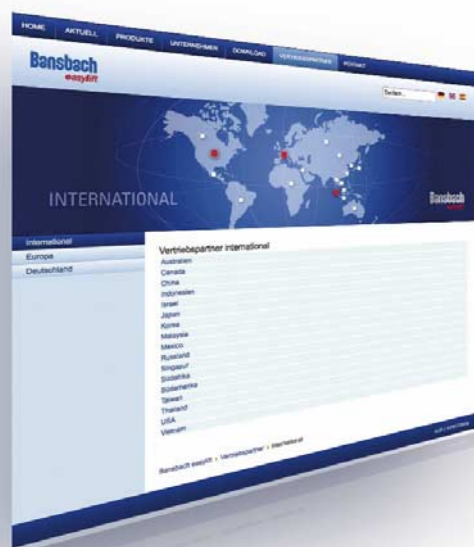 HOME AKTUELL PRODUKTE UNTERNEHMEN DOWNLOAD VERTRIEBSPARTNER KONTAKT
Bansbach
easylift
Suchen...
INTERNATIONAL
Bansbach
easylift
International
Europa
Deutschland
Vertriebspartner international
Australien
Canada
China
Indonesien
Israel
Japan
Korea
Malaysia
Mexico
Russland
Singapur
Südafrika
Südamerika
Taiwan
Thailand
USA
Vietnam
Bansbach easylift > Vertriebspartner > International